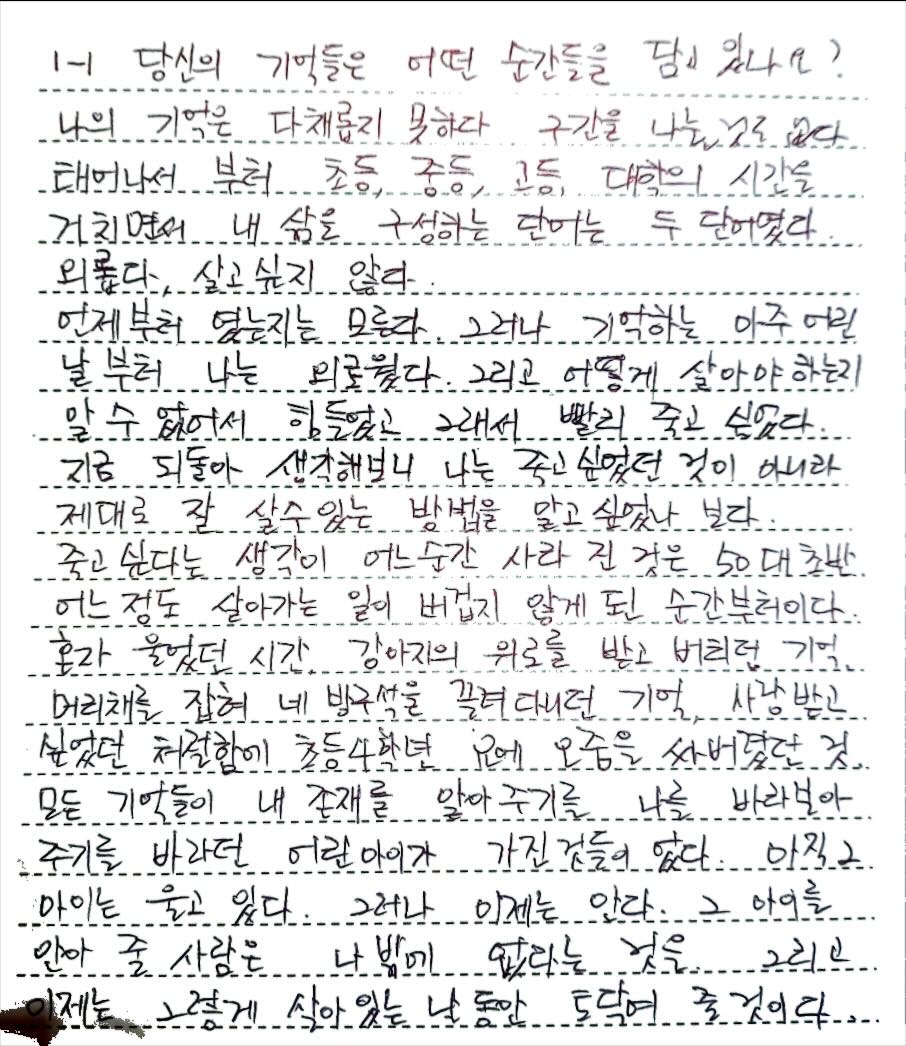 1-1 당신의 기억들은 어떤 순간들을 담고 있나요?
나의 기억은 다채롭지 못하다. 구간을 나눌 것도 없다
태어나서 부터 초등, 중등, 고등, 대학의 시간을
거치면서 내 삶을 구성하는 단어는 두 단어였다.
외롭다, 살고싶지 않다.
언제부터 였는지는 모른다. 그러나 기억하는 아주 어린
날부터 나는 외로웠다. 그리고 어떻게 살아야하는지
알 수 없어서 힘들었고 그래서 빨리 죽고 싶었다.
지금 되돌아 생각해보니 나는 죽고싶었던 것이 아니라
제대로 잘 살수있는 방법을 알고싶었나 보다.
죽고싶다는 생각이 어느순간 사라 진 것은 50대초반.
어느정도 살아가는 일이 버겁지 않게 된 순간부터이다.
혼자 울었던 시간, 강아지의 위로를 받고 버티던 기억,
머리채를 잡혀 네 방구석을 끌려다니던 기억, 사랑받고
싶었던 처절함에 초등4학년 요에 오줌을 싸버렸던 것,
모든 기억들이 내 존재를 알아주기를 나를 바라보아
주기를 바라던 어린아이가 가진것들이 었다. 아직 그
아이는 울고 있다. 그러나 이제는 안다. 그 아이를
안아 줄 사람은 나 밖에 없다는 것을. 그리고
이제는 그렇게 살아있는 날 동안 토닥여 줄것이다.